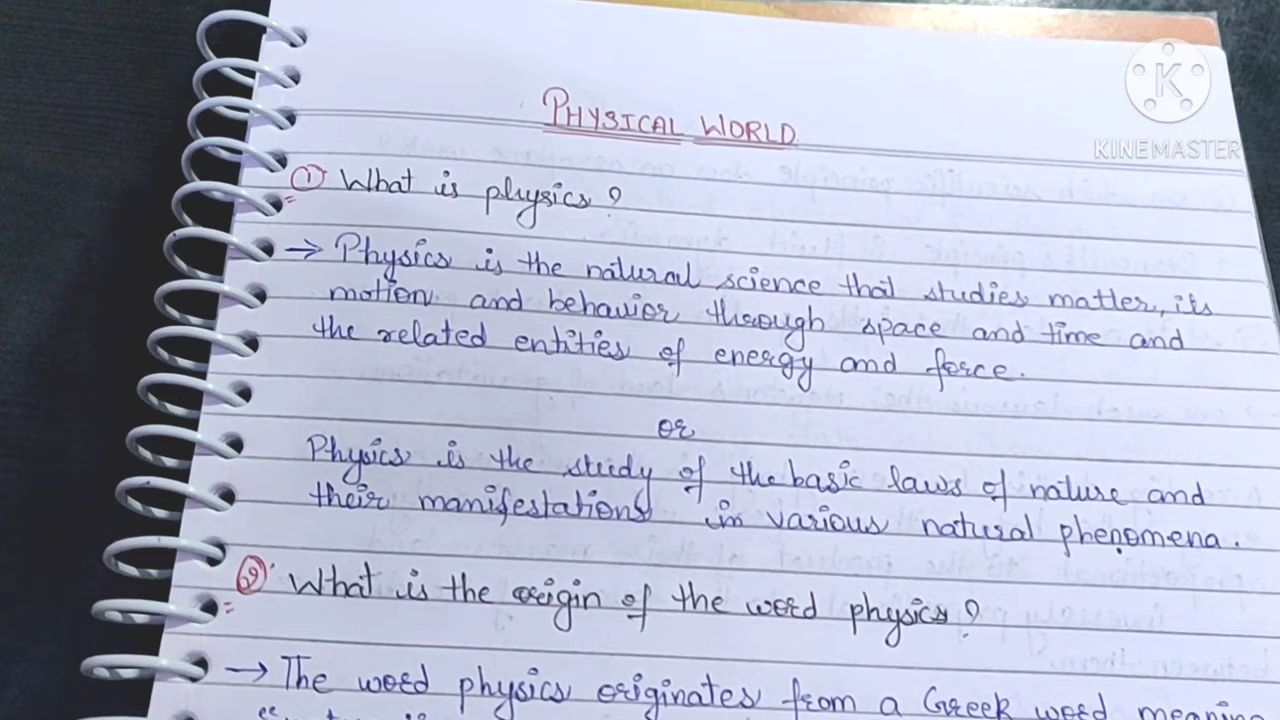 PHYSICAL WORLD
K
KINEMASTER
① What is physics?
→ Physics is the natural science that studies matter, its
motion and behavior through space and time and
the related entities of energy and force.
or
Physics is the study of the basic laws of nature and
their manifestations in various natural phenomena.
② What is the origin of the word physics?
→ The word physics originates from a Greek word meaning